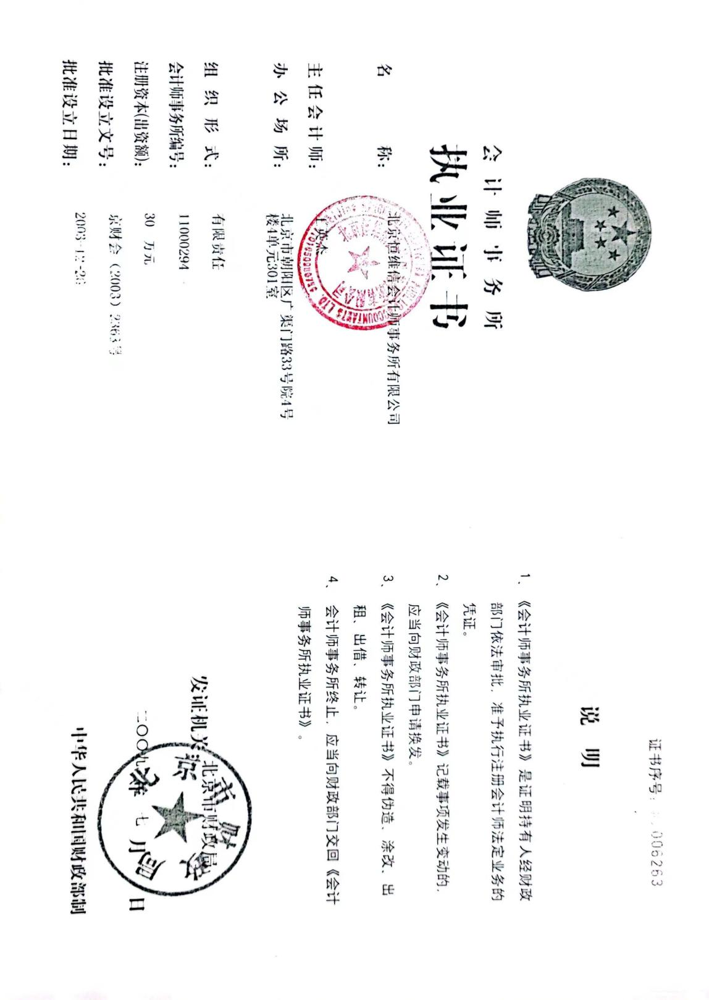 会计师事务所
执业证书
名称: 北京恒维信会计师事务所有限公司
主任会计师: 英杰
办公场所: 北京市朝阳区广渠门路33号院4号
楼4单元301室
组织形式: 有限责任
会计师事务所编号: 11000294
注册资本(出资额): 30 万元
批准设立文号: 京财会（2003）2363号
批准设立日期: 2003-12-26
证书序号: 006263
说明
1、《会计师事务所执业证书》是证明持有人经财政
部门依法审批，准予执行注册会计师法定业务的
凭证。
2、《会计师事务所执业证书》记载事项发生变动的，
应当向财政部门申请换发。
3、《会计师事务所执业证书》不得伪造、涂改、出
租、出借、转让。
4、会计师事务所终止，应当向财政部门交回《会计
师事务所执业证书》。
发证机关: 北京市财政局
二〇〇九年 七 月 日
中华人民共和国财政部制